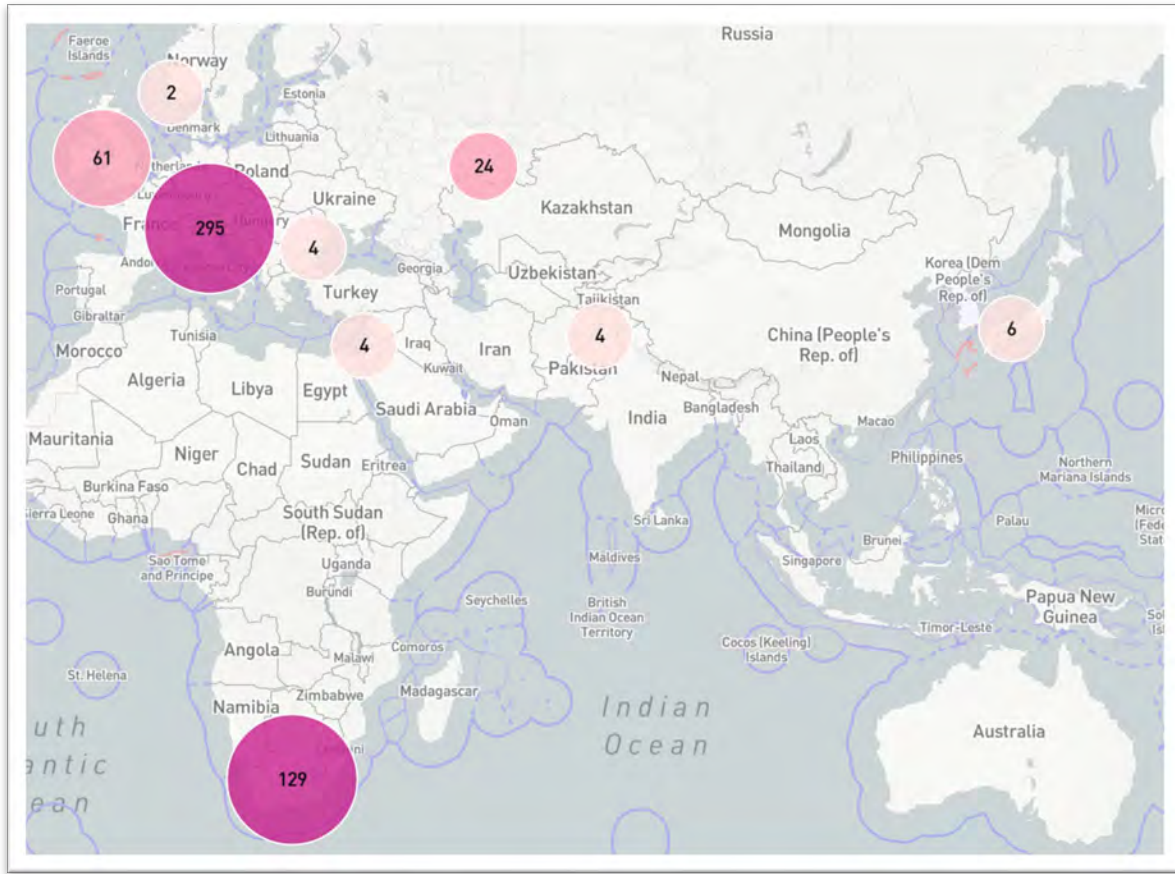 Russia
Faeroe
Islands
Norway
2
Estonia
Denmark
Lithuania
61
24
Poland
Ukraine
Kazakhstan
295
4
Mongolia
Georgia
Uzbekistan
Korea (Dem
People's
Rep. of)
Portugal
Turkey
Tajikistan
Gibraltar
Tunisia
4
4
6
China (People's
Rep. of)
Morocco
Iraq
Iran
Kuwait
Pakistan
Nepal
Algeria
Libya
Egypt
Saudi Arabia
Oman
India
Bangladesh
Macao
Mauritania
Niger
Chad
Sudan
Eritrea
Laos
Thailand
Philippines
Northern
Mariana Islands
Burkina Faso
Sierra Leone
Ghana
South Sudan
(Rep. of)
Sri Lanka
Palau
Brunei
Sao Tome
and Principe
Uganda
Maldives
Singapore
Burundi
Seychelles
British
Indian Ocean
Territory
Papua New
Guinea
Timor-Leste
Angola
Malawi
Comoros
Cocos (Keeling)
Islands
St. Helena
Zimbabwe
Madagascar
Namibia
Indian
Ocean
Australia
uth
antic
ean
129